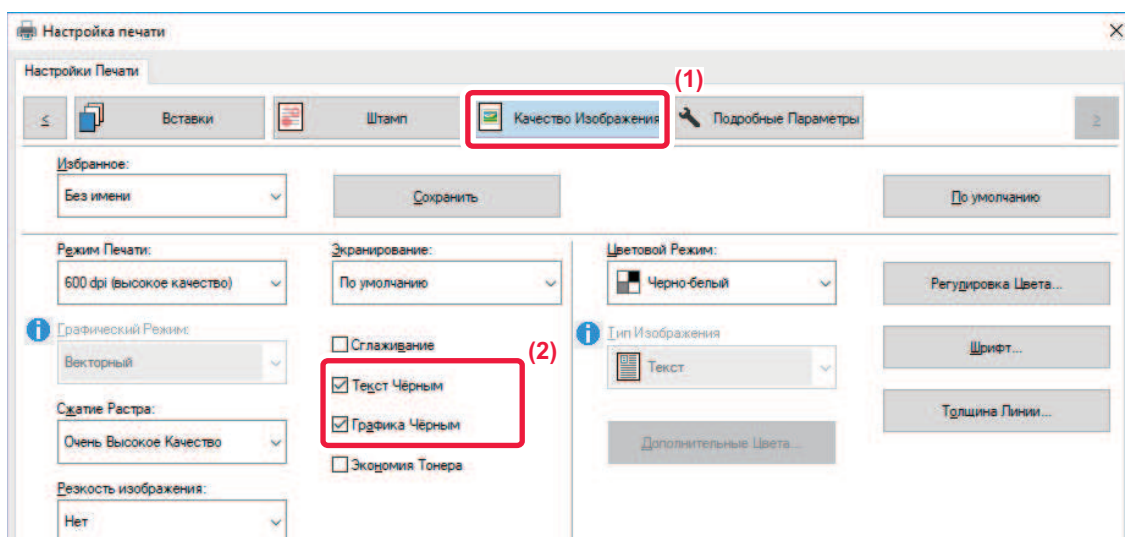 Настройка печати
Настройки Печати
(1)
<
Вставки
Штамп
Качество Изображения
Подробные Параметры
>
Избранное:
Без имени
Сохранить
По умолчанию
Режим Печати:
600 dpi (высокое качество)
Экранирование:
По умолчанию
Цветовой Режим:
Черно-белый
Регулировка Цвета...
Графический Режим:
Векторный
Сглаживание
(2)
Тип Изображения
Текст
Шрифт...
Текст Чёрным
Сжатие Растра:
Очень Высокое Качество
Графика Чёрным
Толщина Линии...
Дополнительные Цвета...
Экономия Тонера
Резкость изображения:
Нет